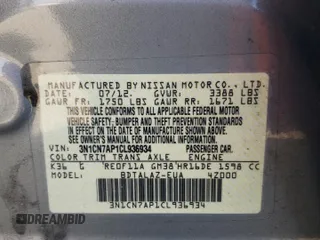 MANUFACTURED BY NISSAN MOTOR CO., LTD.
DATE: 07/12 GVWR: 3388 LBS
GAWR FR: 1750 LBS GAWR RR: 1671 LBS
THIS VEHICLE CONFORMS TO ALL APPLICABLE FEDERAL MOTOR
VEHICLE SAFETY, BUMPER, AND THEFT PREVENTION
STANDARDS IN EFFECT ON THE DATE OF
MANUFACTURE SHOWN ABOVE. SEE OWNER'S
MANUAL FOR ADDITIONAL INFORMATION.
VIN: 3N1CN7AP1CL936934 PASSENGER CAR
COLOR TRIM TRANS AXLE ENGINE
K36 G RE0F11A GM38 HR16DE 1598 CC
MODEL: BDTALAZ-EUA 4Z000
3N1CN7AP1CL936934
DREAMBID.COM